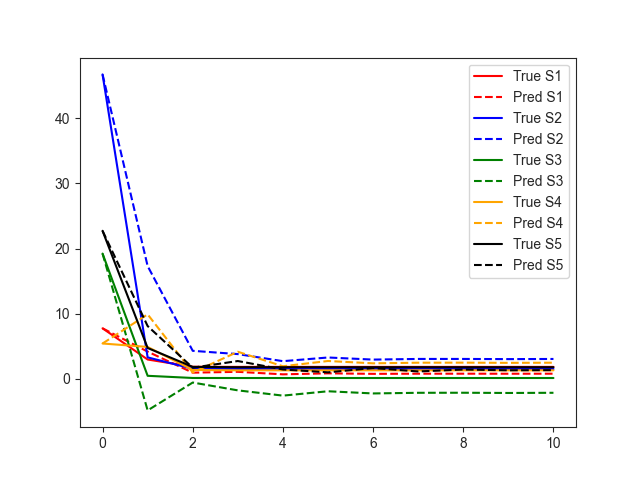 True S1
Pred S1
True S2
Pred S2
True S3
Pred S3
True S4
Pred S4
True S5
Pred S5
40
30
20
10
0
0 2 4 6 8 10